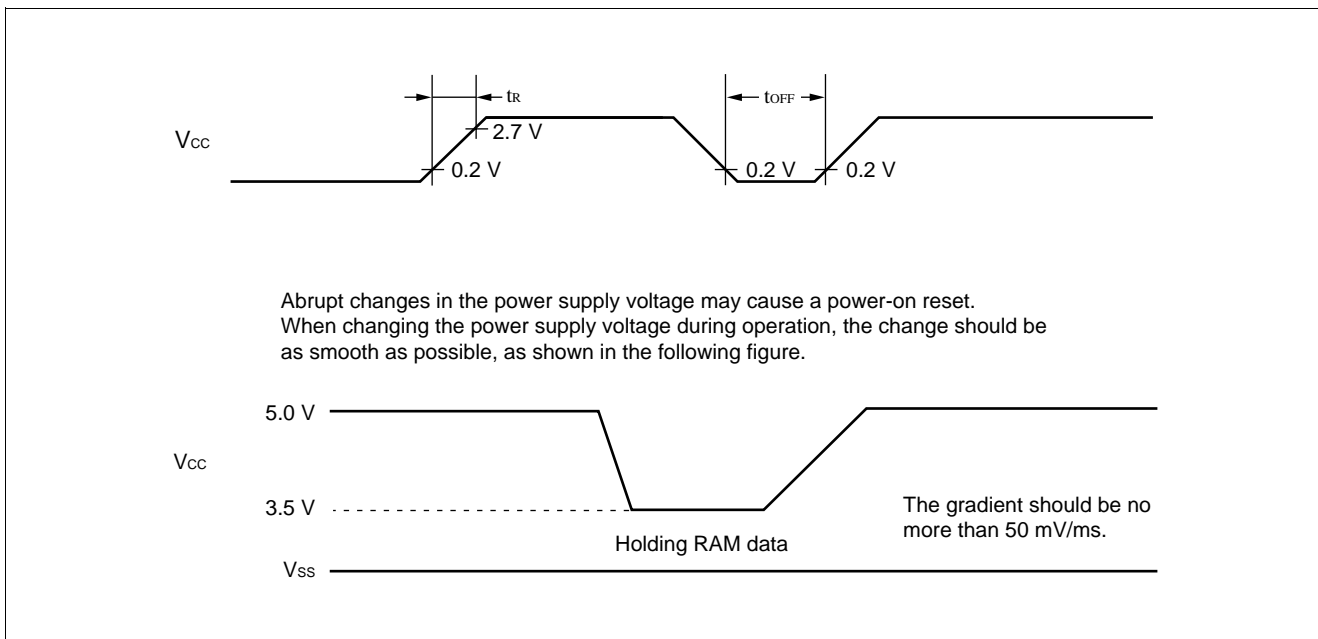 tR
tOFF
VCC
2.7 V
0.2 V
0.2 V
0.2 V
Abrupt changes in the power supply voltage may cause a power-on reset.
When changing the power supply voltage during operation, the change should be
as smooth as possible, as shown in the following figure.
5.0 V
VCC
3.5 V
The gradient should be no
more than 50 mV/ms.
Holding RAM data
VSS